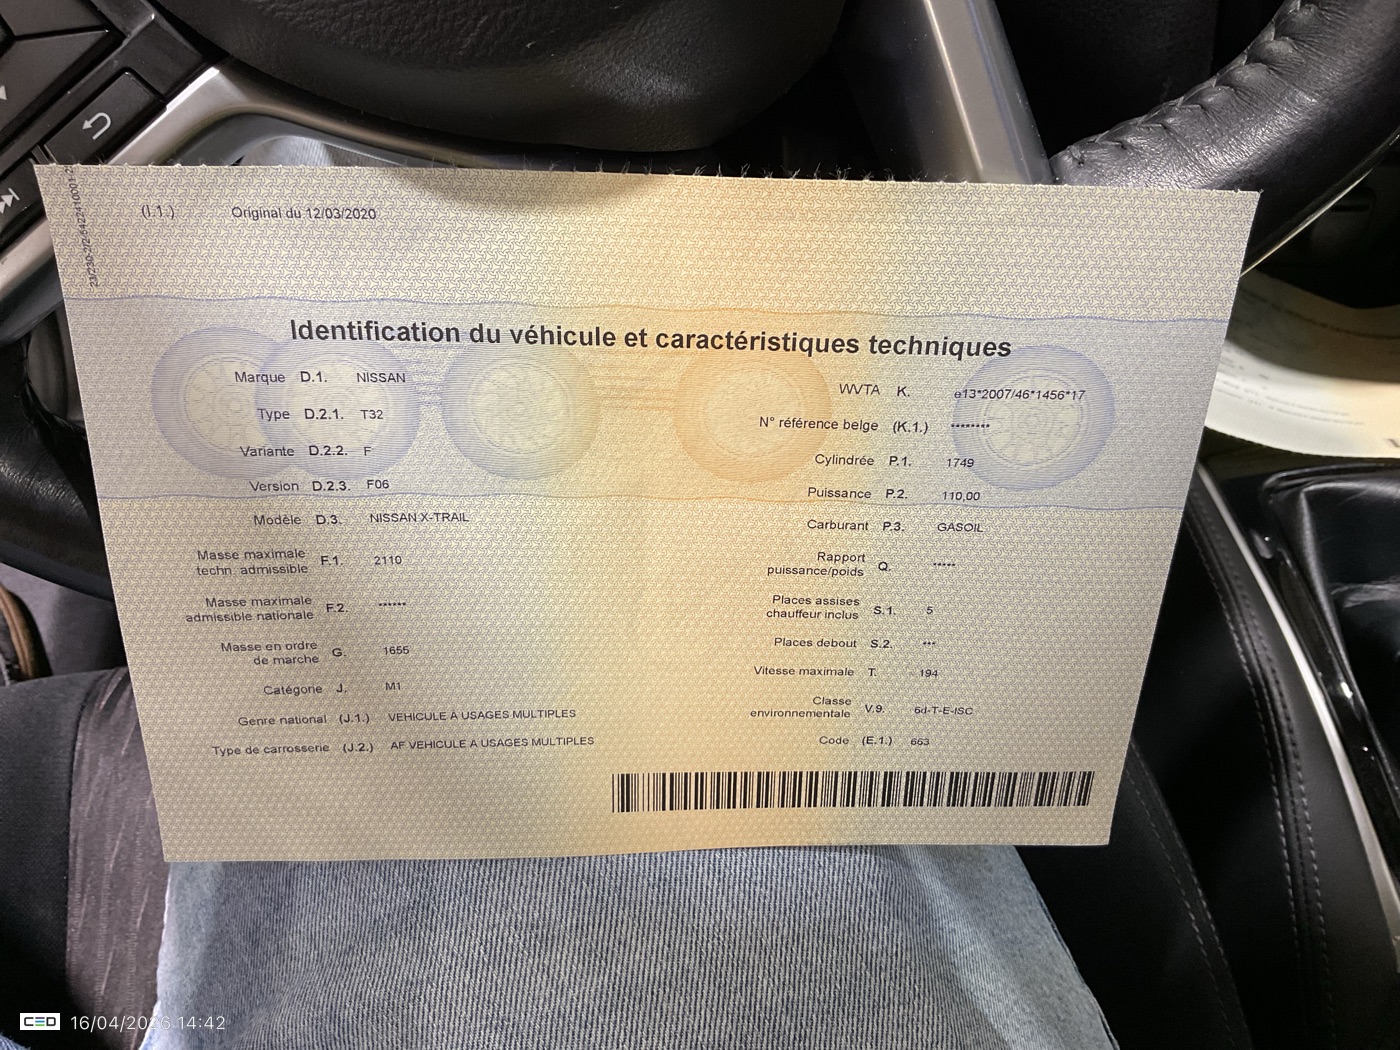 (I.1.) Original du 12/03/2020
Identification du véhicule et caractéristiques techniques
Marque D.1. NISSAN
Type D.2.1. T32
Variante D.2.2. F
Version D.2.3. F06
Modèle D.3. NISSAN X-TRAIL
Masse maximale
techn. admissible F.1. 2110
Masse maximale
admissible nationale F.2. ******
Masse en ordre
de marche G. 1655
Catégorie J. M1
Genre national (J.1.) VEHICULE A USAGES MULTIPLES
Type de carrosserie (J.2.) AF VEHICULE A USAGES MULTIPLES
WVTA K. e13*2007/46*1456*17
N° référence belge (K.1.) ********
Cylindrée P.1. 1749
Puissance P.2. 110,00
Carburant P.3. GASOIL
Rapport
puissance/poids Q. *****
Places assises
chauffeur inclus S.1. 5
Places debout S.2. ***
Vitesse maximale T. 194
Classe
environnementale V.9. 6d-T-E-ISC
Code (E.1.) 663
CED 16/04/2026 14:42